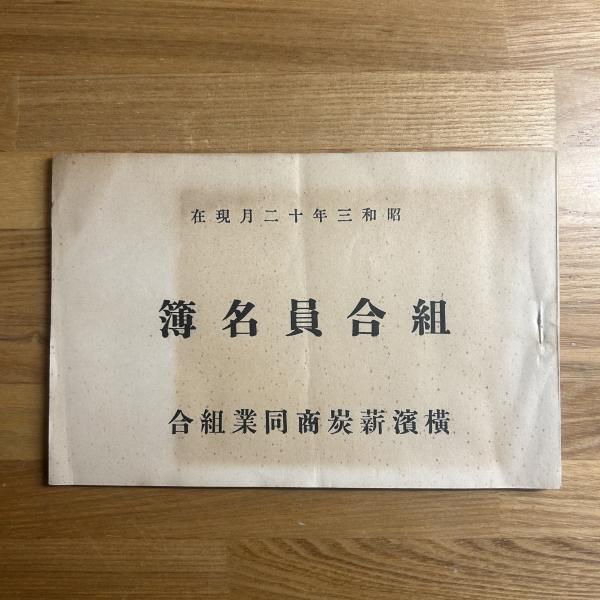 昭和三年十二月現在
組合員名簿
横濱薪炭商同業組合